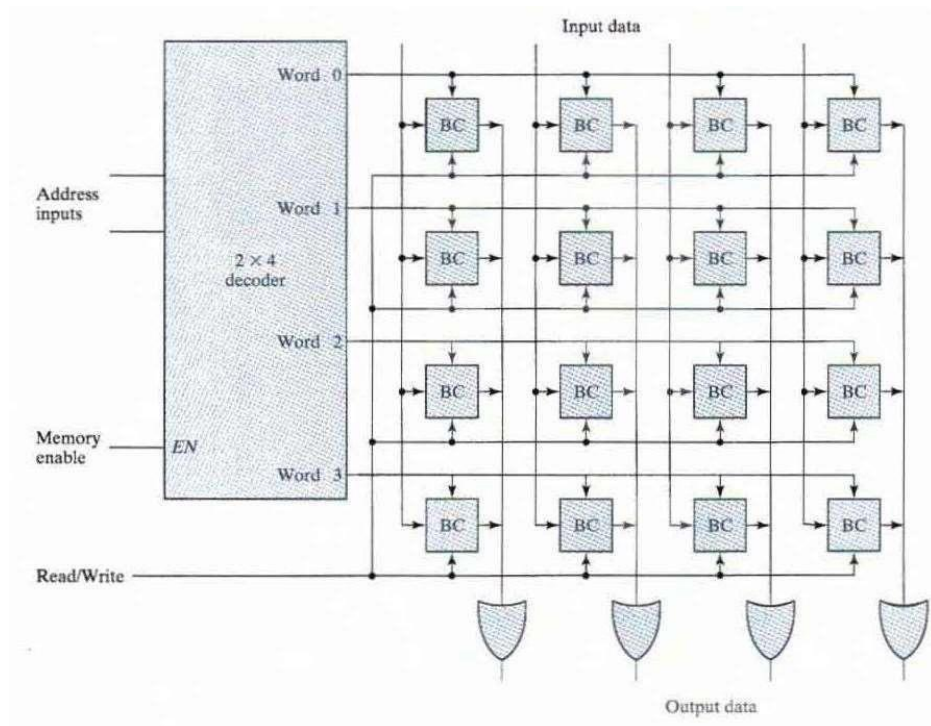 Input data
Word 0
BC BC BC BC
Address
inputs
Word 1
2 × 4
decoder
BC BC BC BC
Word 2
BC BC BC BC
Memory
enable
EN
Word 3
BC BC BC BC
Read/Write
Output data